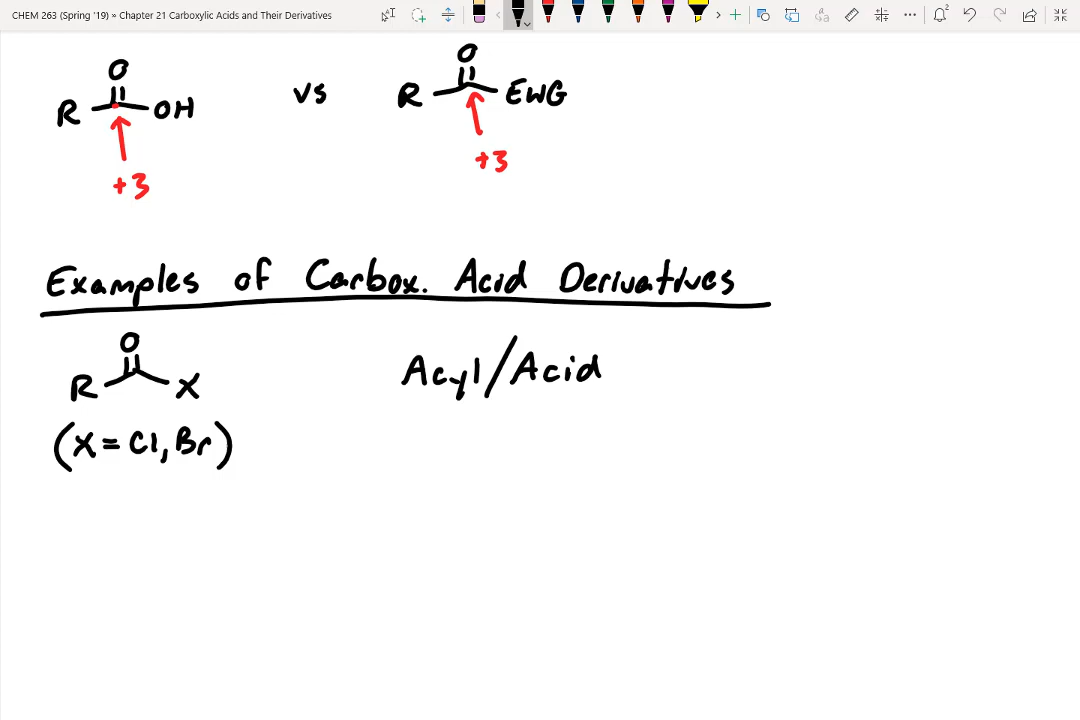 CHEM 263 (Spring '19) » Chapter 21 Carboxylic Acids and Their Derivatives
2
O O
R OH vs R EWG
+3 +3
Examples of Carbox. Acid Derivatives
O
R X Acyl/Acid
(X = Cl, Br)